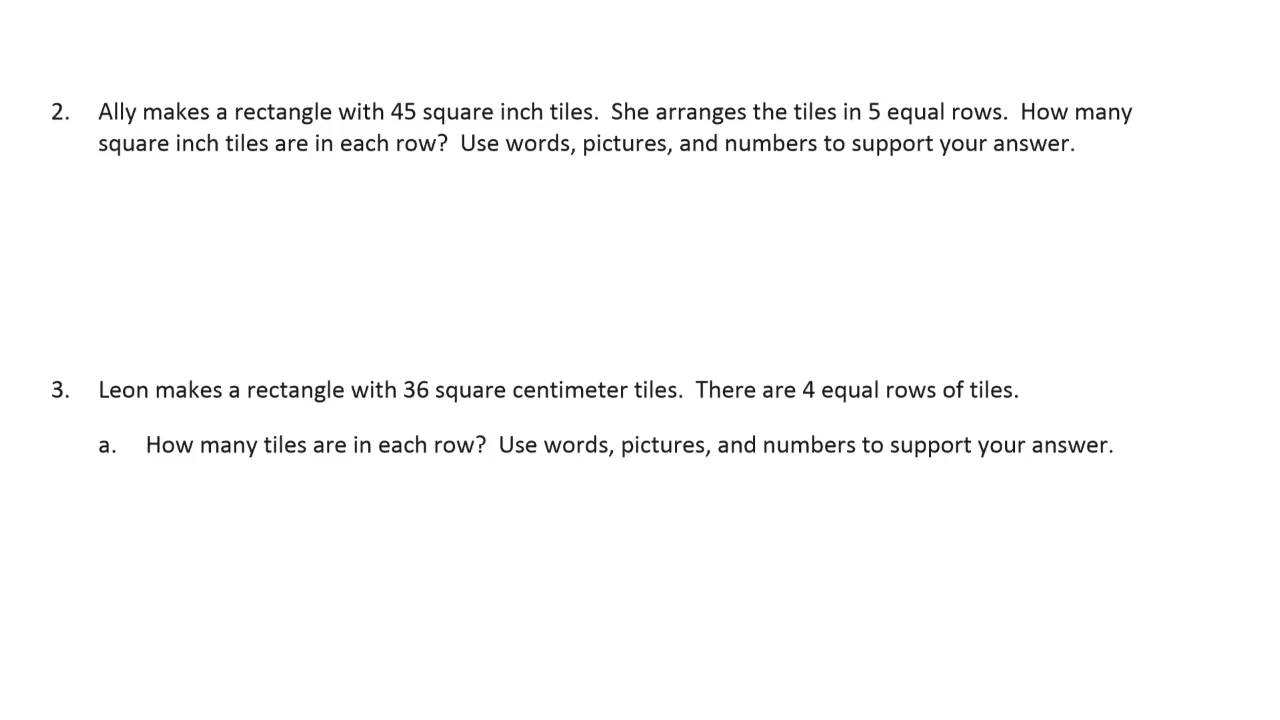 2. Ally makes a rectangle with 45 square inch tiles. She arranges the tiles in 5 equal rows. How many
square inch tiles are in each row? Use words, pictures, and numbers to support your answer.
3. Leon makes a rectangle with 36 square centimeter tiles. There are 4 equal rows of tiles.
a. How many tiles are in each row? Use words, pictures, and numbers to support your answer.